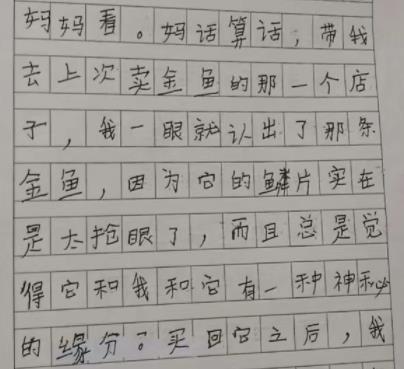 妈妈看。妈话算话，带我
去上次卖金鱼的那一个店
子，我一眼就认出了那条
金鱼，因为它的鳞片实在
是太抢眼了，而且总是觉
得它和我和它有一种神秘
的缘分。买回它之后，我